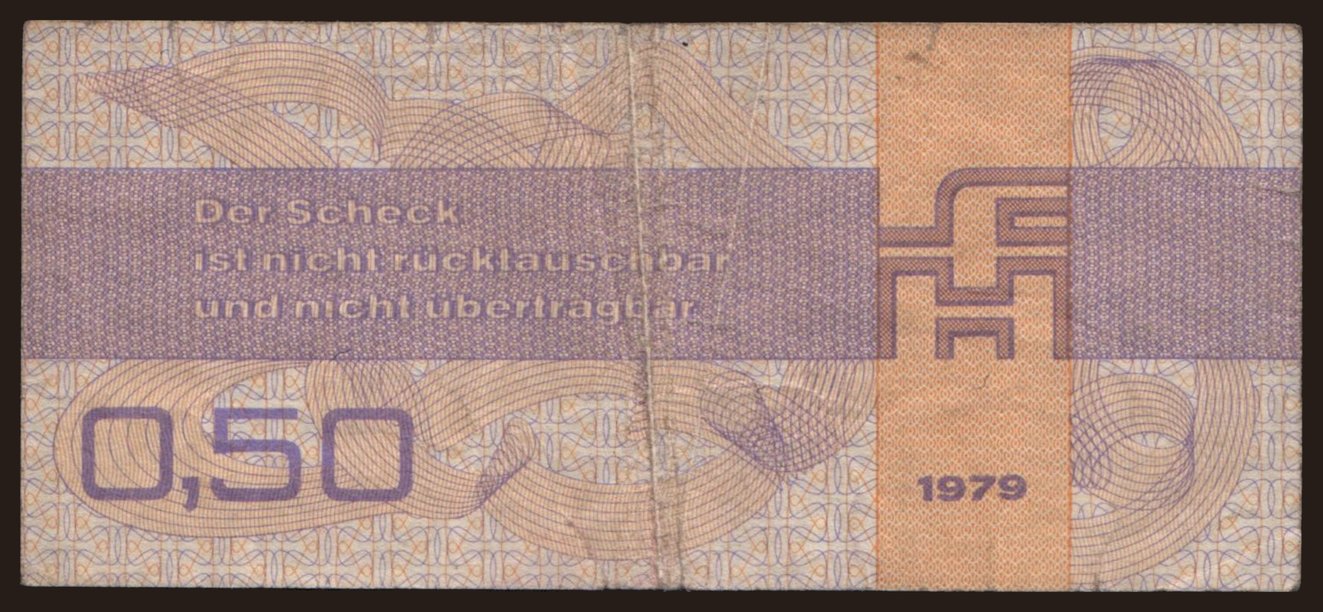 Der Scheck
ist nicht rücktauschbar
und nicht übertragbar
0,50
1979